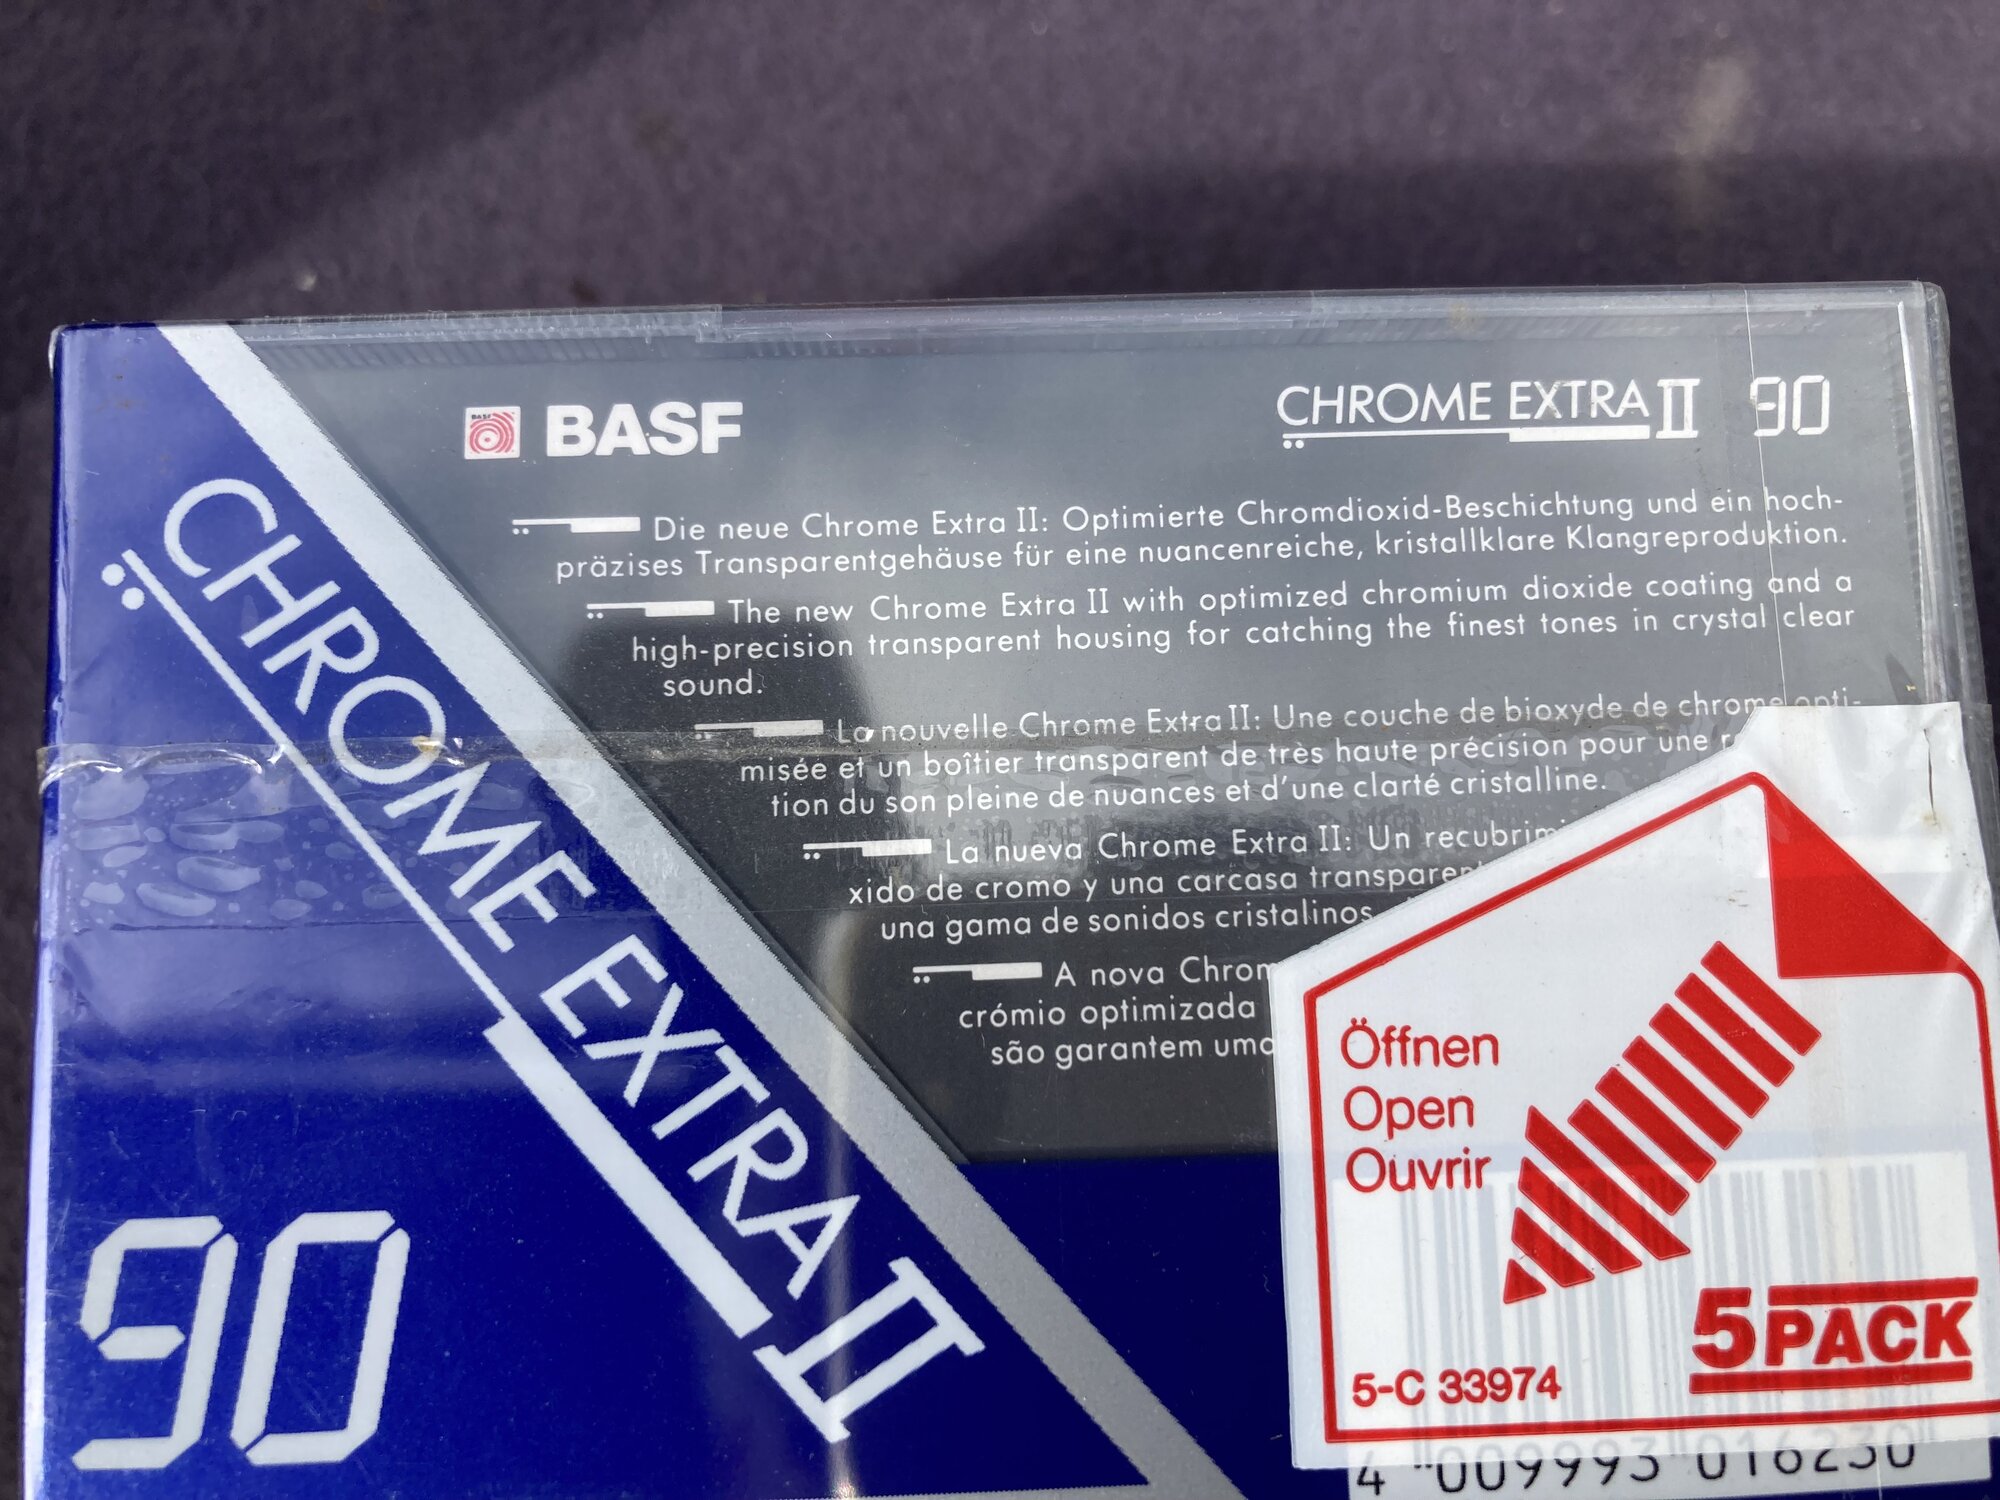 BASF
CHROME EXTRA II 90
Die neue Chrome Extra II: Optimierte Chromdioxid-Beschichtung und ein hoch-
präzises Transparentgehäuse für eine nuancenreiche, kristallklare Klangreproduktion.
The new Chrome Extra II with optimized chromium dioxide coating and a
high-precision transparent housing for catching the finest tones in crystal clear
sound.
La nouvelle Chrome Extra II: Une couche de bioxyde de chrome opti-
misée et un boîtier transparent de très haute précision pour une
tion du son pleine de nuances et d'une clarté cristalline.
La nueva Chrome Extra II: Un
xido de cromo y una carcasa
una gama de sonidos cristalinos
A nova
crómio optimizada
são garantem
CHROME EXTRA II
90
Öffnen
Open
Ouvrir
5 PACK
5-C 33974
4 009993 016230